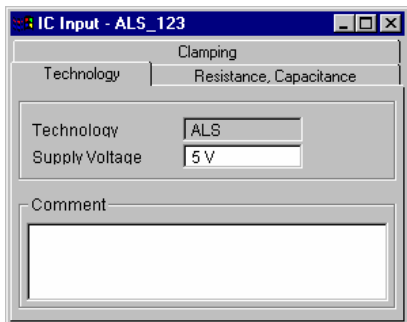 IC Input - ALS_123
Clamping
Technology
Resistance, Capacitance
Technology
ALS
Supply Voltage
5 V
Comment